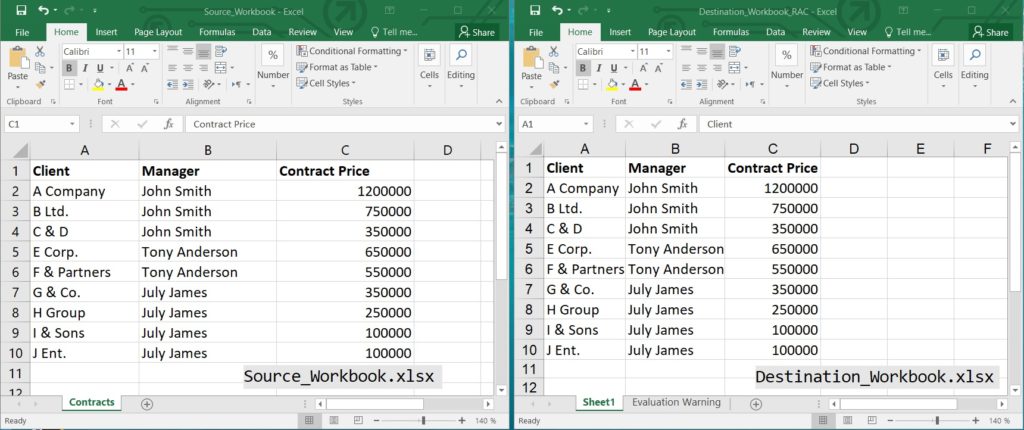 Source_Workbook - Excel
File Home Insert Page Layout Formulas Data Review View Tell me... Share
Calibri 11
Paste
B I U
Number
Conditional Formatting
Format as Table
Cell Styles
Cells Editing
Clipboard Font Alignment Styles
C1 fx Contract Price
A B C D
1 Client Manager Contract Price
2 A Company John Smith 1200000
3 B Ltd. John Smith 750000
4 C & D John Smith 350000
5 E Corp. Tony Anderson 650000
6 F & Partners Tony Anderson 550000
7 G & Co. July James 350000
8 H Group July James 250000
9 I & Sons July James 100000
10 J Ent. July James 100000
11
12
Source_Workbook.xlsx
Contracts
Ready 140 %
Destination_Workbook_RAC - Excel
File Home Insert Page Layout Formulas Data Review View Tell me... Share
Calibri 11
Paste
B I U
Number
Conditional Formatting
Format as Table
Cell Styles
Cells Editing
Clipboard Font Alignment Styles
A1 fx Client
A B C D E F
1 Client Manager Contract Price
2 A Company John Smith 1200000
3 B Ltd. John Smith 750000
4 C & D John Smith 350000
5 E Corp. Tony Anderson 650000
6 F & Partners Tony Anderson 550000
7 G & Co. July James 350000
8 H Group July James 250000
9 I & Sons July James 100000
10 J Ent. July James 100000
11
12
Destination_Workbook.xlsx
Sheet1 Evaluation Warning
Ready 140 %